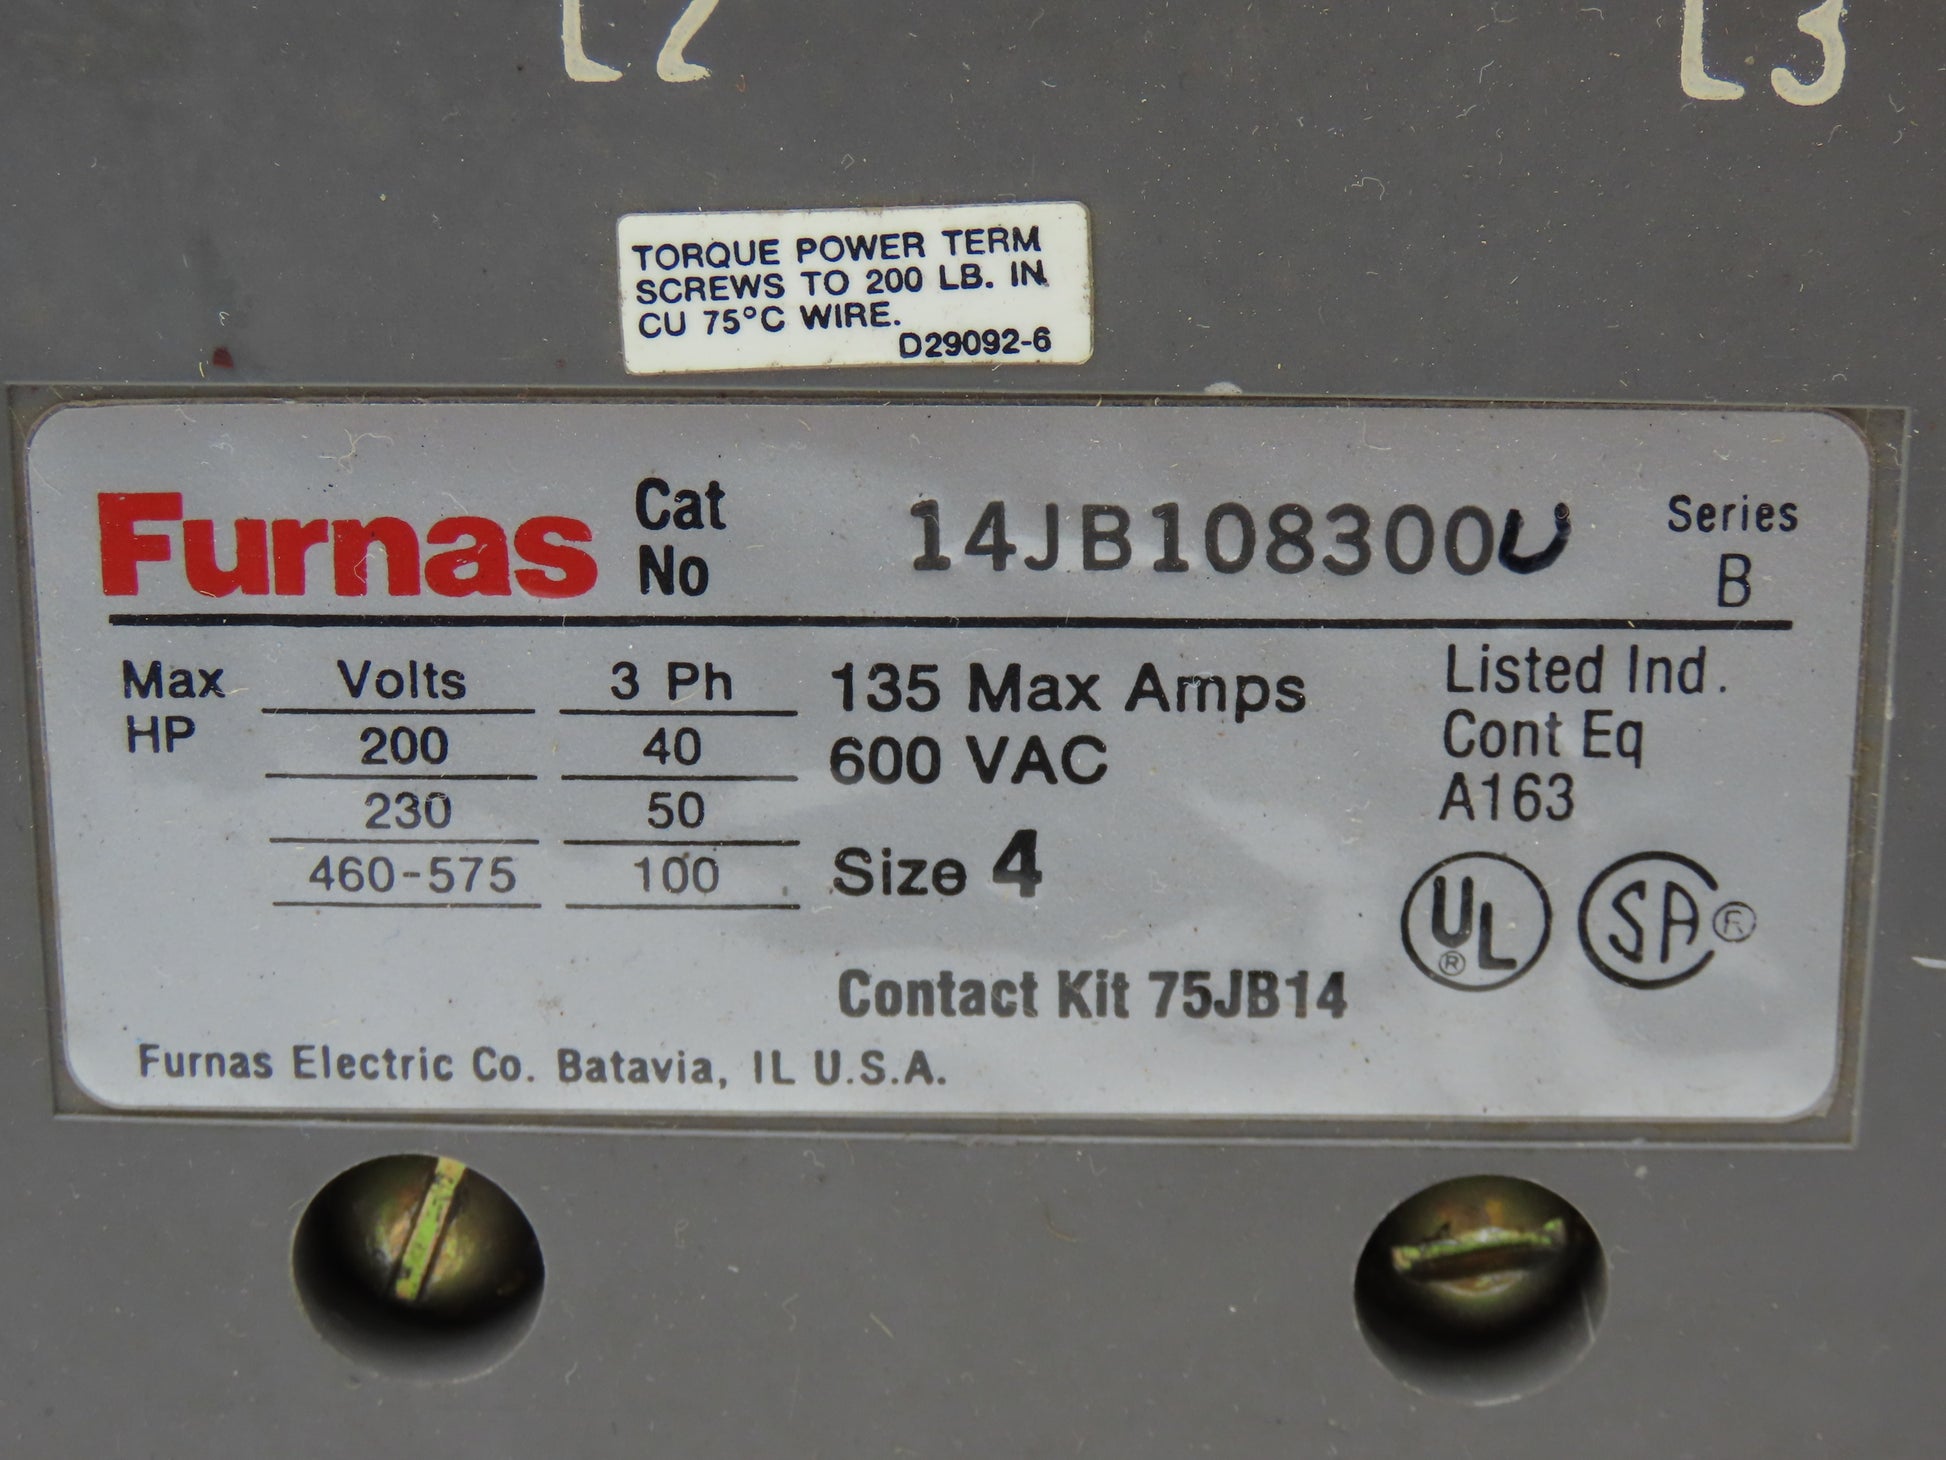 L2 L3
TORQUE POWER TERM
SCREWS TO 200 LB. IN.
CU 75°C WIRE.
D29092-6
Furnas Cat No 14JB108300U Series B
Max HP
Volts 3 Ph
200 40
230 50
460-575 100
135 Max Amps
600 VAC
Size 4
Contact Kit 75JB14
Listed Ind.
Cont Eq
A163
UL® SA®
Furnas Electric Co. Batavia, IL U.S.A.